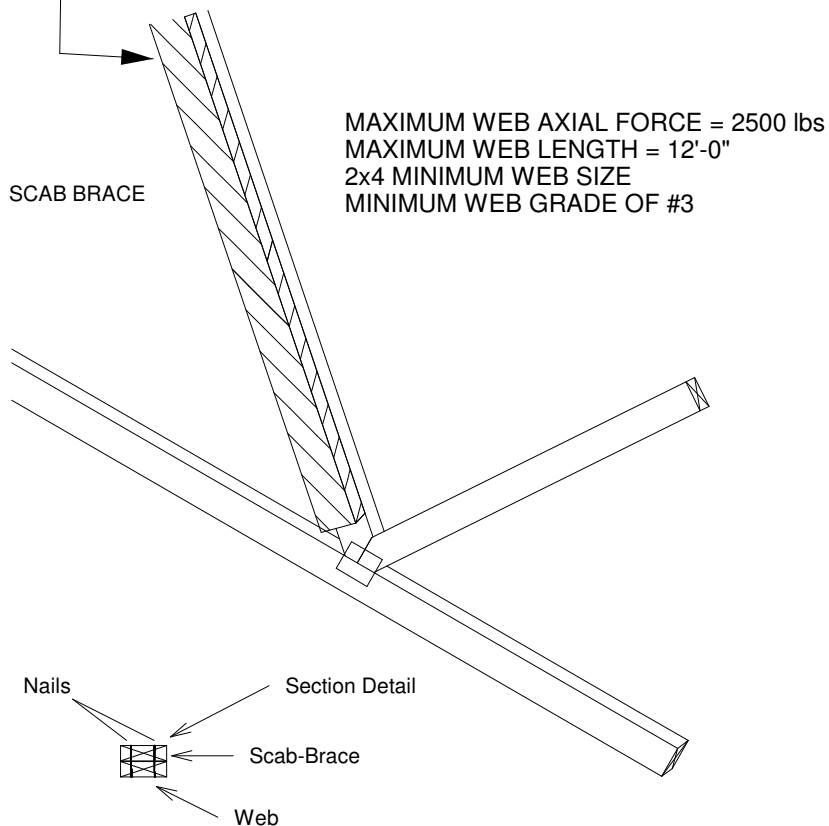 MAXIMUM WEB AXIAL FORCE = 2500 lbs
MAXIMUM WEB LENGTH = 12'-0"
2x4 MINIMUM WEB SIZE
MINIMUM WEB GRADE OF #3
SCAB BRACE
Nails
Section Detail
Scab-Brace
Web